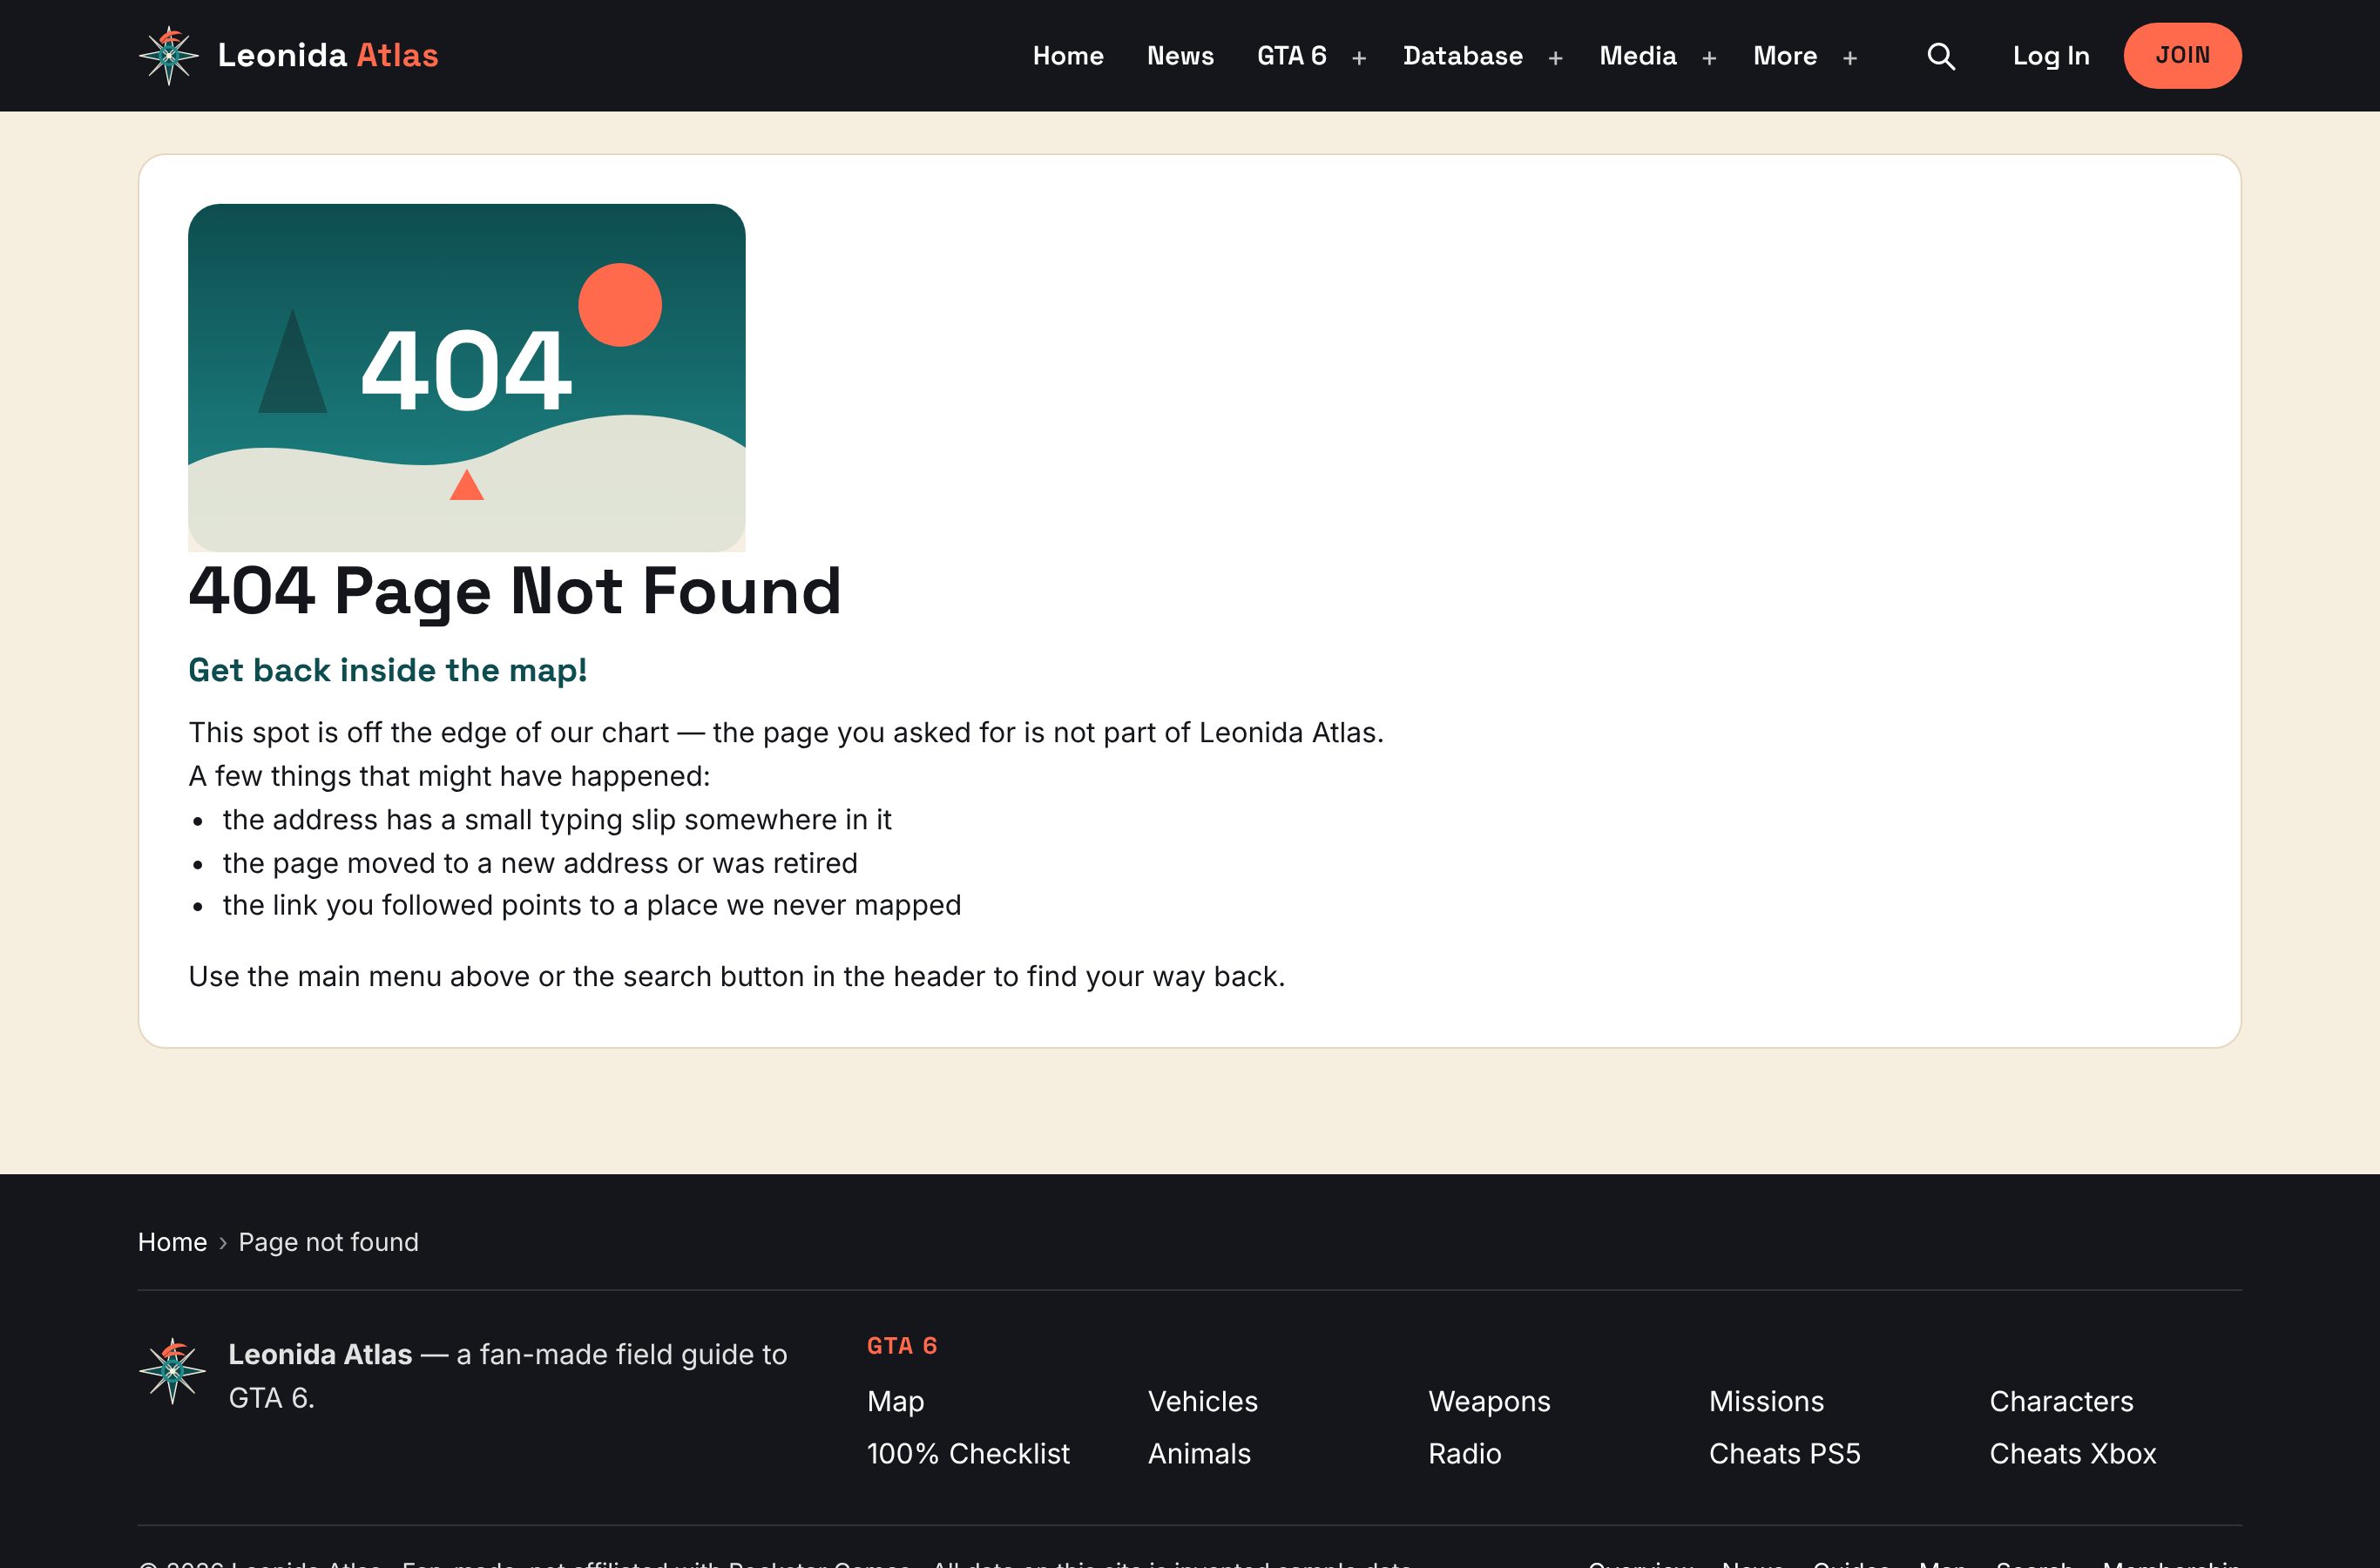 Leonida Atlas
Home News GTA 6 + Database + Media + More + Log In JOIN
404
404 Page Not Found
Get back inside the map!
This spot is off the edge of our chart — the page you asked for is not part of Leonida Atlas.
A few things that might have happened:
• the address has a small typing slip somewhere in it
• the page moved to a new address or was retired
• the link you followed points to a place we never mapped
Use the main menu above or the search button in the header to find your way back.
Home › Page not found
Leonida Atlas — a fan-made field guide to
GTA 6.
GTA 6
Map Vehicles Weapons Missions Characters
100% Checklist Animals Radio Cheats PS5 Cheats Xbox